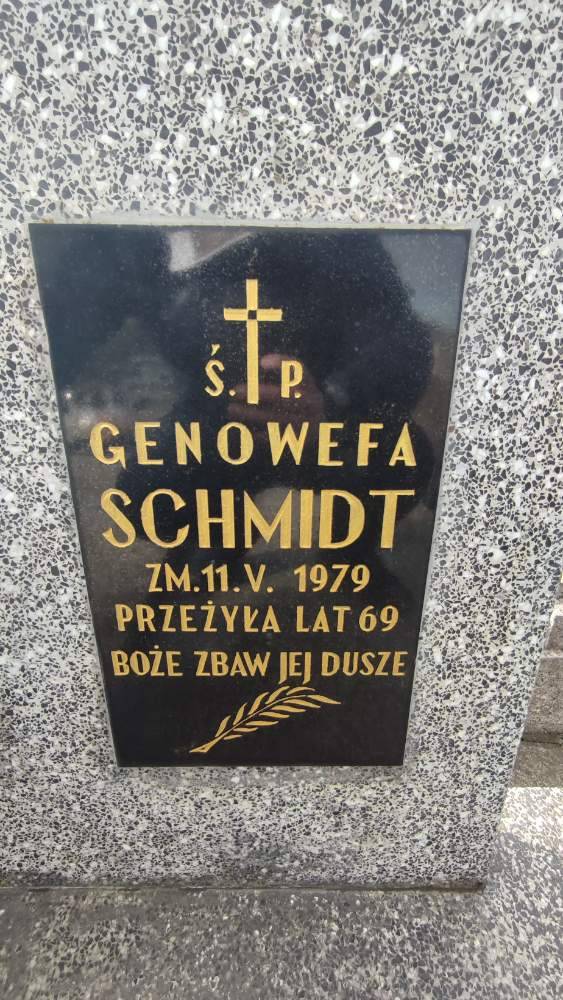 Ś. P.
GENOWEFA
SCHMIDT
ZM. 11. V. 1979
PRZEŻYŁA LAT 69
BOŻE ZBAW JEJ DUSZE